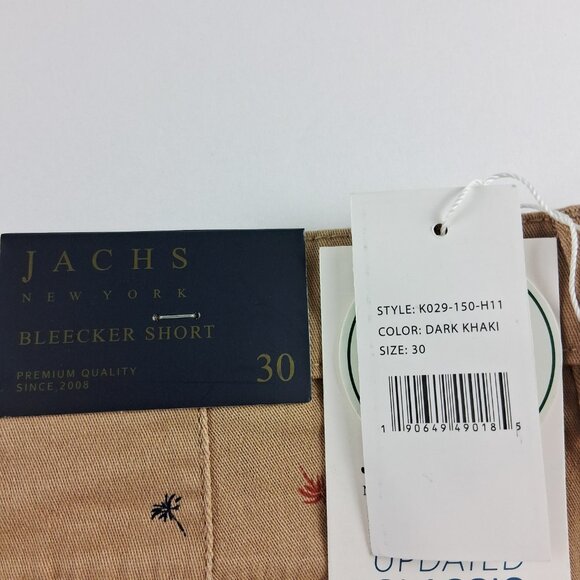 JACHS
NEW YORK
BLEECKER SHORT
PREMIUM QUALITY
SINCE 2008
30
STYLE: K029-150-H11
COLOR: DARK KHAKI
SIZE: 30
1 90649 49018 5
UPDATED
CLASSIC